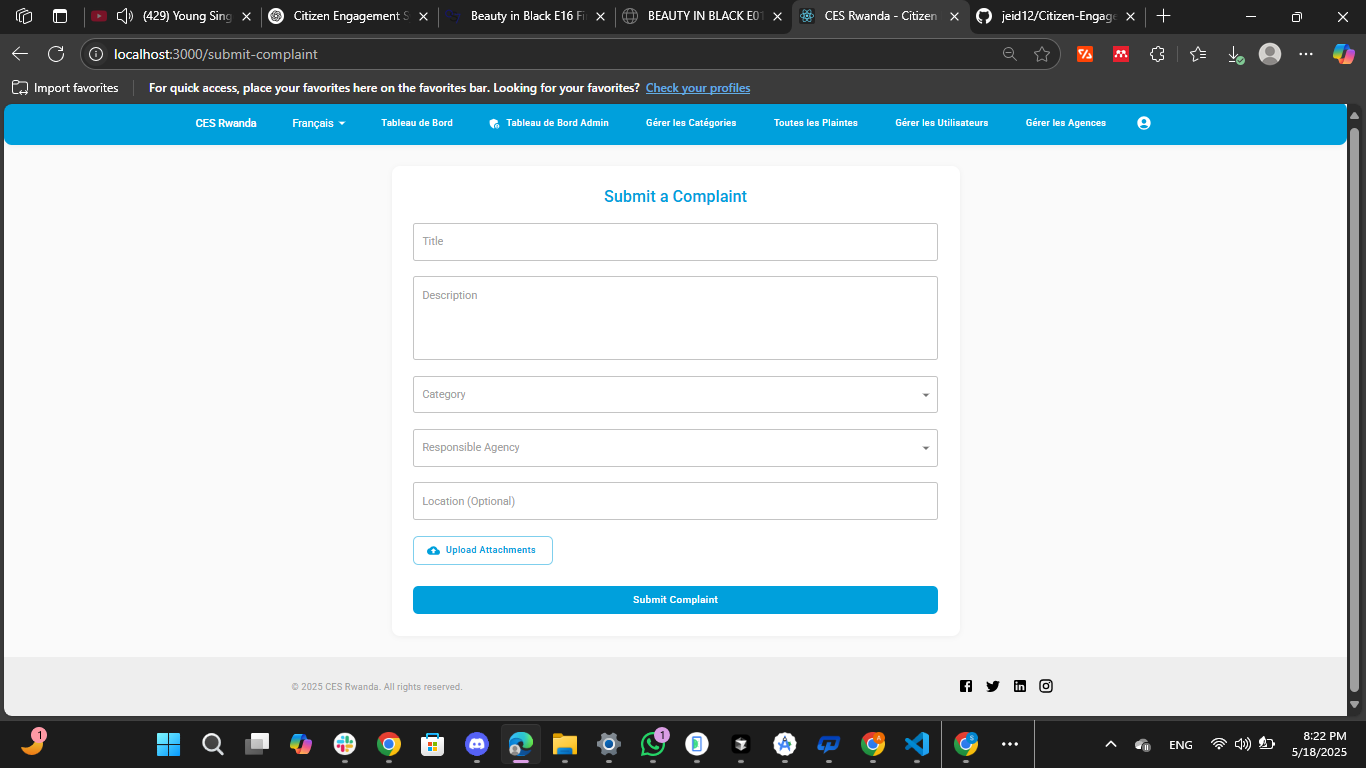 (429) Young Sing
Citizen Engagement S
Beauty in Black E16 Fi
BEAUTY IN BLACK E01
CES Rwanda - Citizen
jeid12/Citizen-Engage
localhost:3000/submit-complaint
Import favorites
For quick access, place your favorites here on the favorites bar. Looking for your favorites? Check your profiles
CES Rwanda
Français
Tableau de Bord
Tableau de Bord Admin
Gérer les Catégories
Toutes les Plaintes
Gérer les Utilisateurs
Gérer les Agences
Submit a Complaint
Title
Description
Category
Responsible Agency
Location (Optional)
Upload Attachments
Submit Complaint
© 2025 CES Rwanda. All rights reserved.
1
1
ENG
8:22 PM
5/18/2025